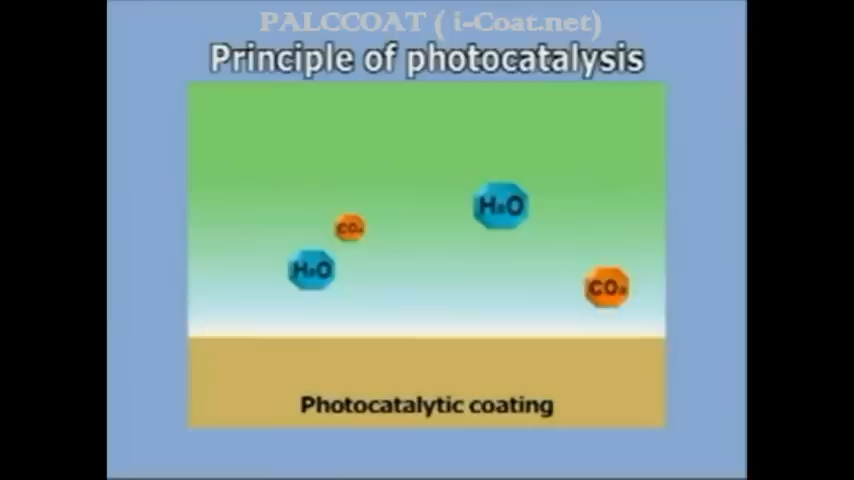 PALCCOAT ( i-Coat.net)
Principle of photocatalysis
H₂O
CO₂
H₂O
CO₂
Photocatalytic coating